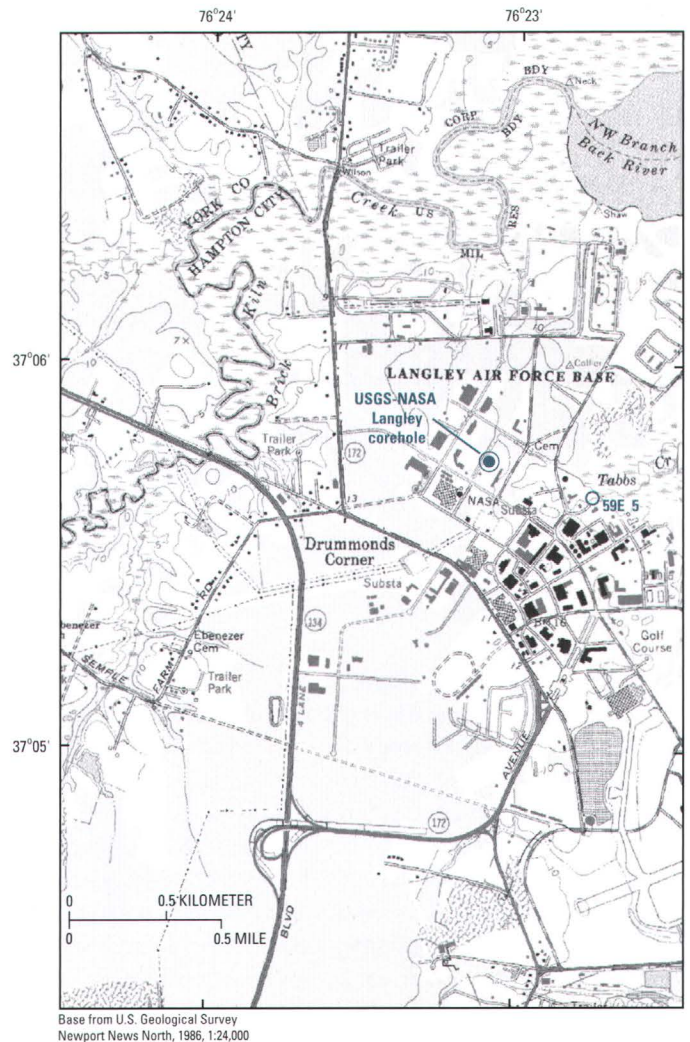 76°24'
76°23'
BDY
Neck
CORP
BDY
NW Branch
Back River
Trailer
Park
Wilson
YORK CO
HAMPTON CITY
Creek
US
RES
MIL
Shaw
Kiln
Brick
7
10
37°06'
LANGLEY AIR FORCE BASE
USGS-NASA
Langley
corehole
Cem
Trailer
Park
172
NASA
Substa
Tabbs
Cr
59E 5
13
Drummonds
Corner
Substa
RD
134
Ebenezer
Cem
Golf
Course
SEMPLE
FARM
Trailer
Park
4 LANE
37°05'
AVENUE
172
0
0.5 KILOMETER
0
0.5 MILE
BLVD
Base from U.S. Geological Survey
Newport News North, 1986, 1:24,000